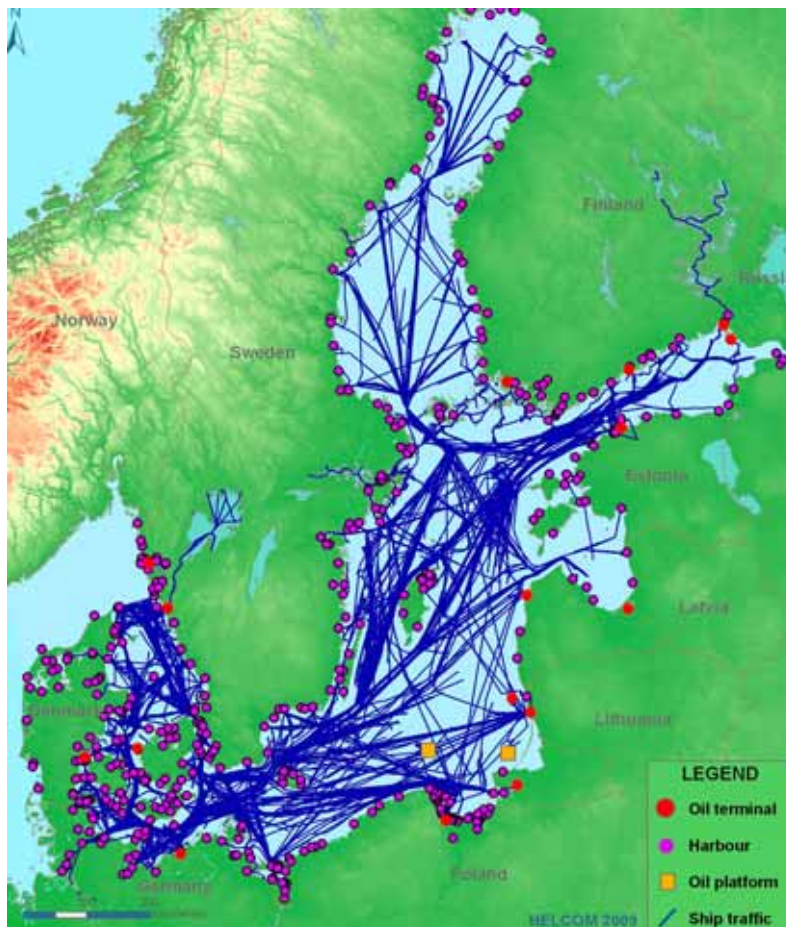 N
Finland
Russi
Norway
Sweden
Estonia
Latvia
Denmark
Lithuania
LEGEND
Oil terminal
Harbour
Oil platform
Ship traffic
Poland
Germany
HELCOM 2009